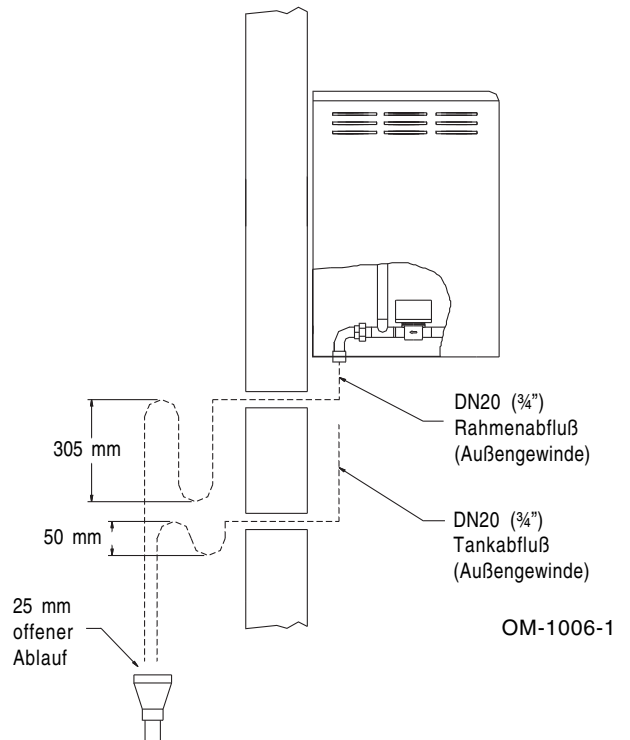 305 mm
50 mm
25 mm
offener
Ablauf
DN20 (¾”)
Rahmenabfluß
(Außengewinde)
DN20 (¾”)
Tankabfluß
(Außengewinde)
OM-1006-1